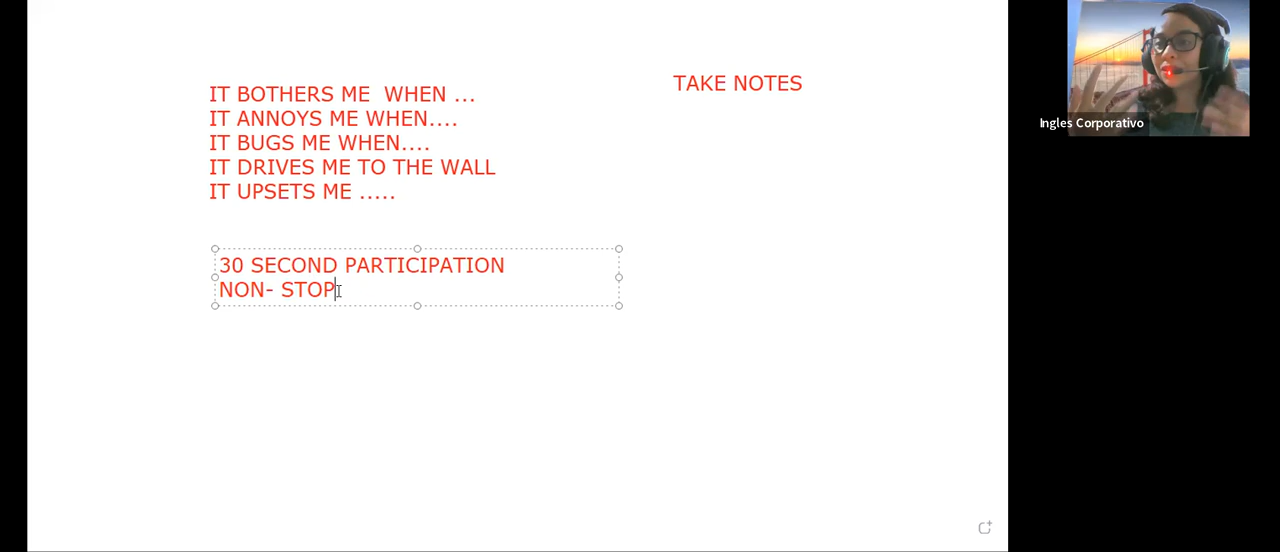 IT BOTHERS ME  WHEN ...
IT ANNOYS ME WHEN....
IT BUGS ME WHEN....
IT DRIVES ME TO THE WALL
IT UPSETS ME .....
TAKE NOTES
30 SECOND PARTICIPATION
NON- STOP
Ingles Corporativo